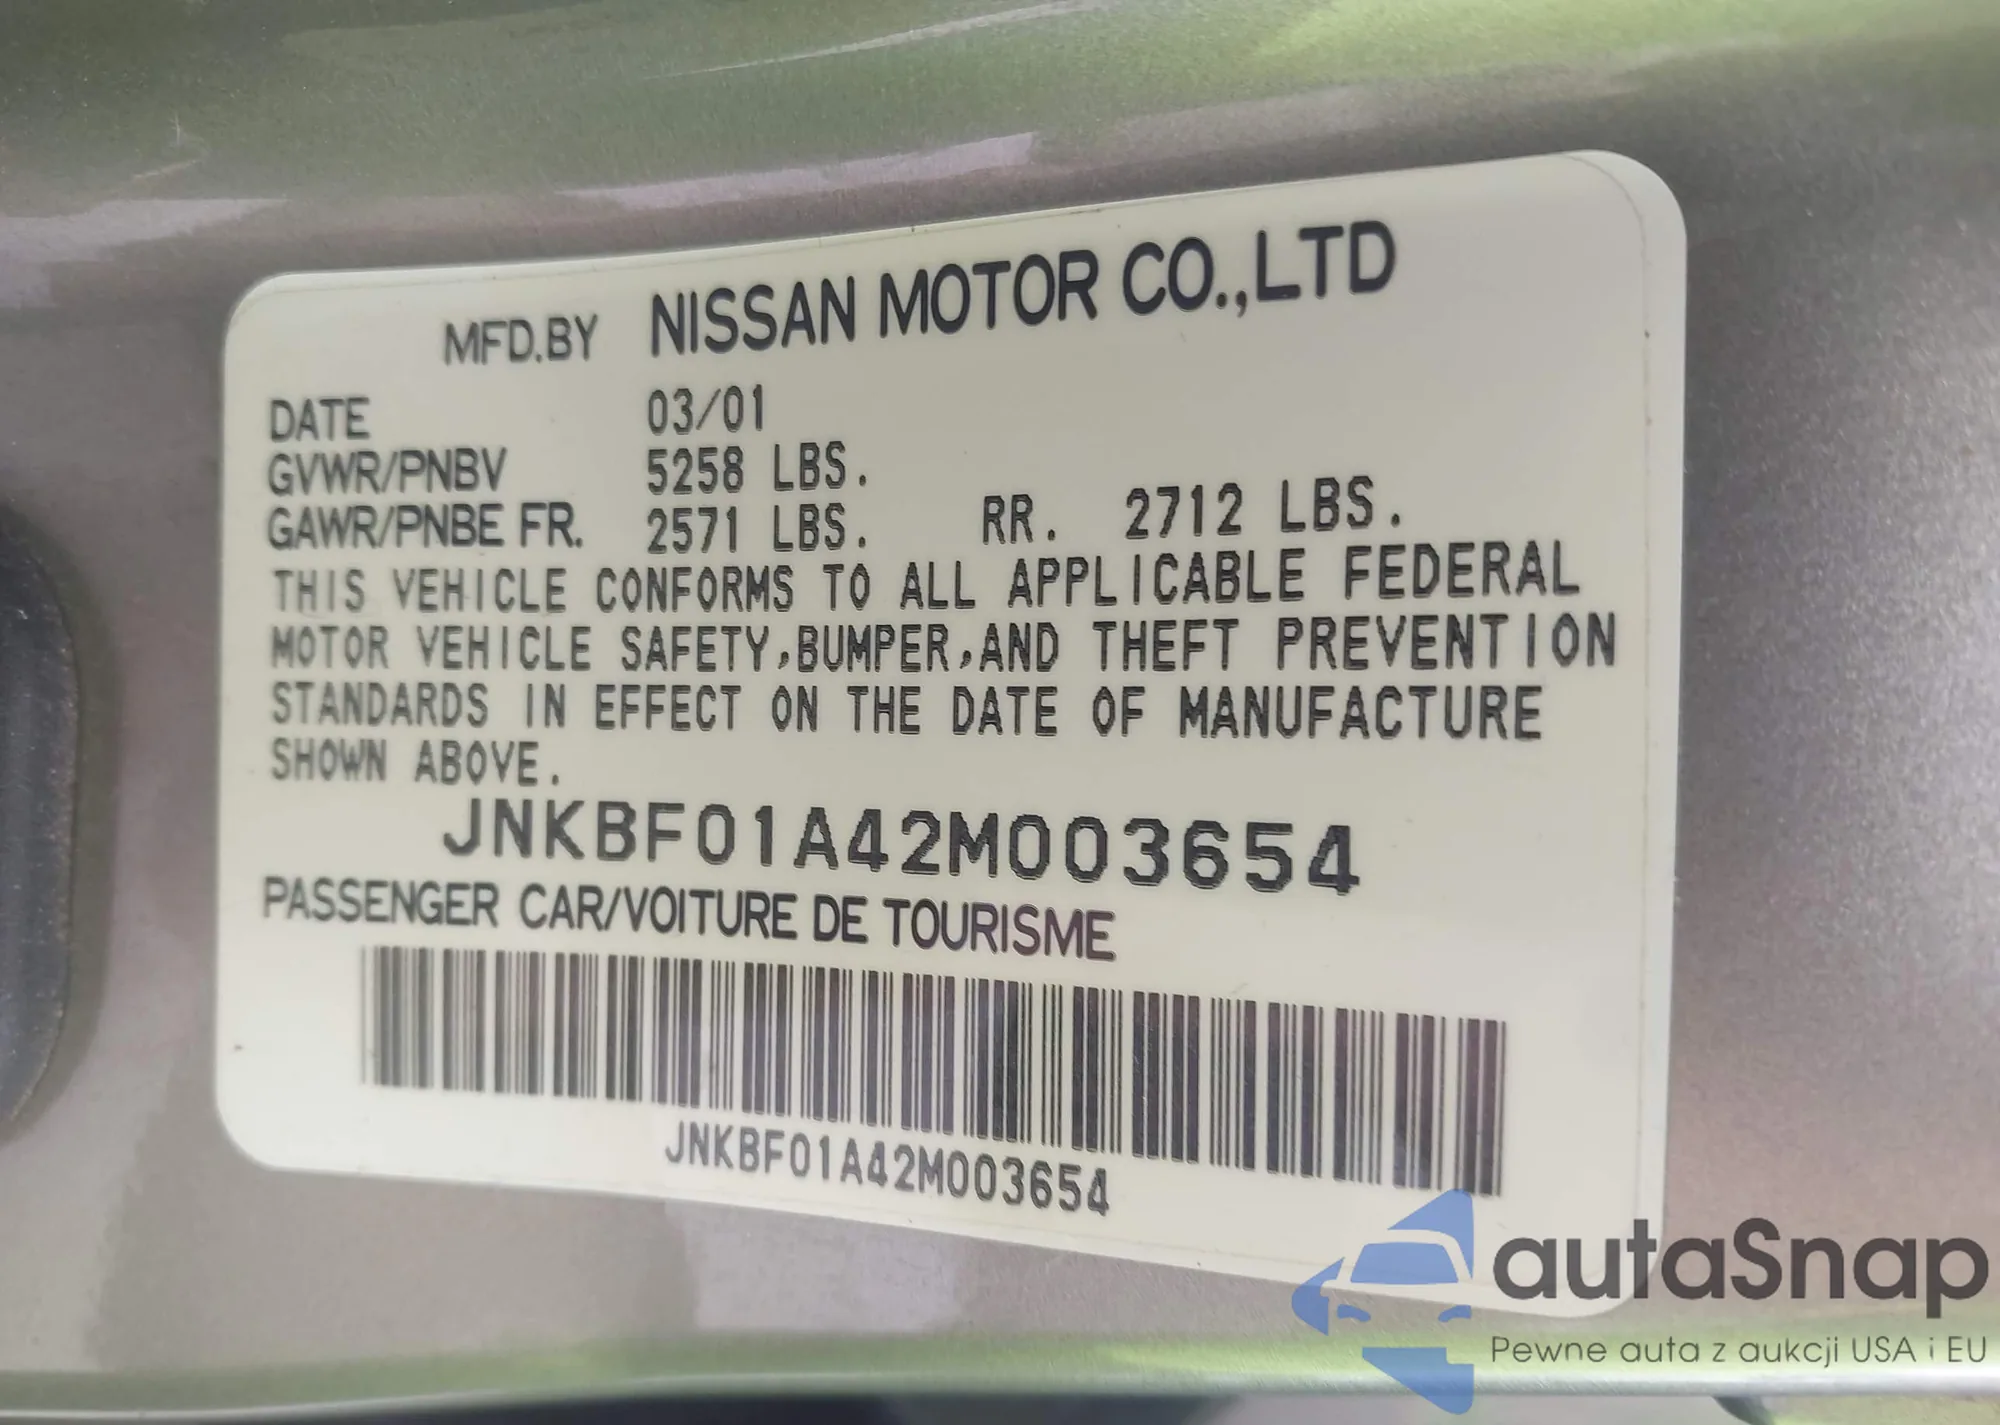 MFD.BY NISSAN MOTOR CO.,LTD
DATE 03/01
GVWR/PNBV 5258 LBS.
GAWR/PNBE FR. 2571 LBS. RR. 2712 LBS.
THIS VEHICLE CONFORMS TO ALL APPLICABLE FEDERAL
MOTOR VEHICLE SAFETY,BUMPER,AND THEFT PREVENTION
STANDARDS IN EFFECT ON THE DATE OF MANUFACTURE
SHOWN ABOVE.
JNKBF01A42M003654
PASSENGER CAR/VOITURE DE TOURISME
JNKBF01A42M003654
autaSnap
Pewne auta z aukcji USA i EU